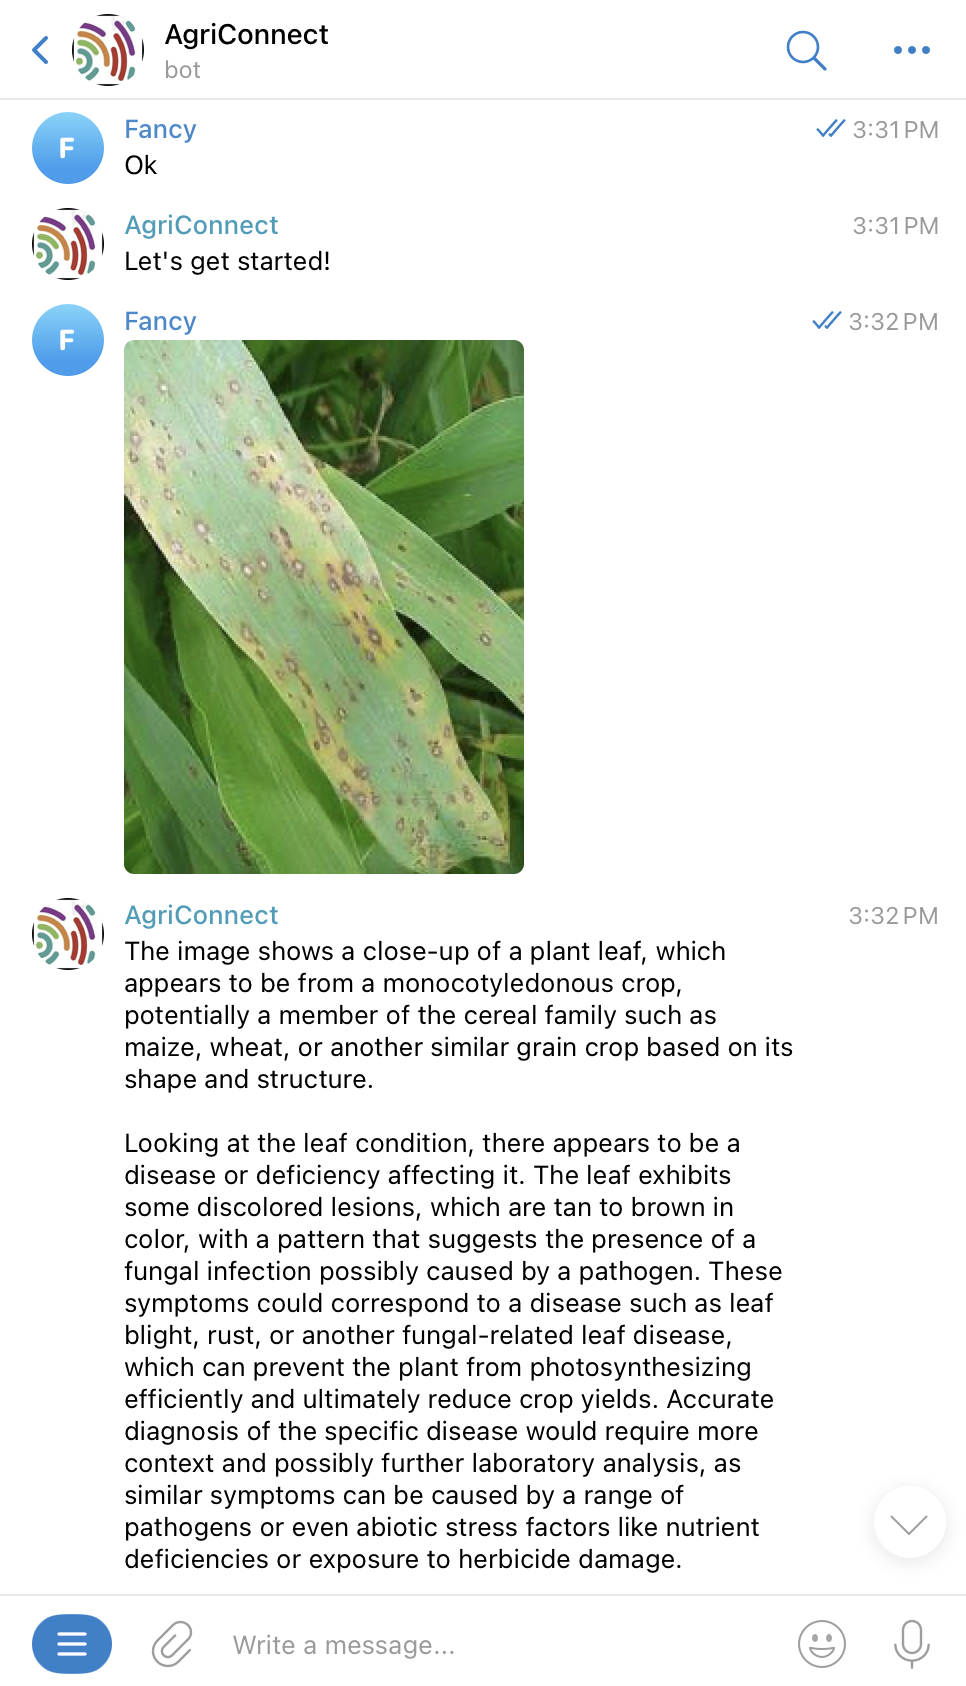 AgriConnect
bot
Fancy
3:31 PM
F
Ok
AgriConnect
3:31 PM
Let's get started!
Fancy
3:32 PM
F
AgriConnect
3:32 PM
The image shows a close-up of a plant leaf, which
appears to be from a monocotyledonous crop,
potentially a member of the cereal family such as
maize, wheat, or another similar grain crop based on its
shape and structure.
Looking at the leaf condition, there appears to be a
disease or deficiency affecting it. The leaf exhibits
some discolored lesions, which are tan to brown in
color, with a pattern that suggests the presence of a
fungal infection possibly caused by a pathogen. These
symptoms could correspond to a disease such as leaf
blight, rust, or another fungal-related leaf disease,
which can prevent the plant from photosynthesizing
efficiently and ultimately reduce crop yields. Accurate
diagnosis of the specific disease would require more
context and possibly further laboratory analysis, as
similar symptoms can be caused by a range of
pathogens or even abiotic stress factors like nutrient
deficiencies or exposure to herbicide damage.
Write a message...